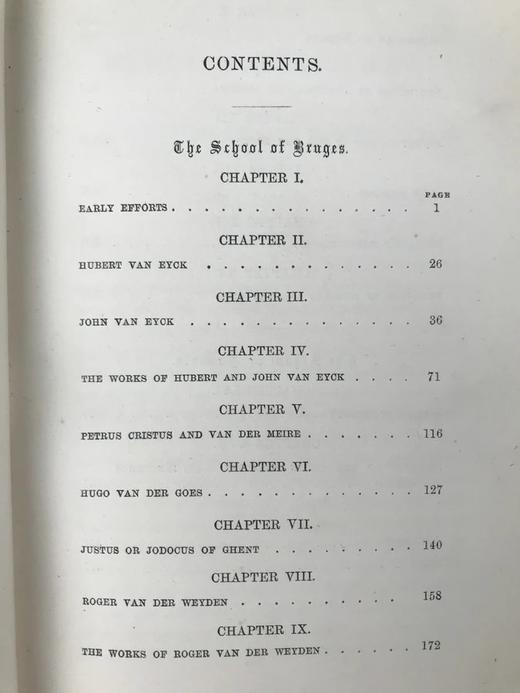 CONTENTS.
The School of Bruges.
CHAPTER I.
PAGE
EARLY EFFORTS . . . . . . . . . . . . . . . 1
CHAPTER II.
HUBERT VAN EYCK . . . . . . . . . . . . 26
CHAPTER III.
JOHN VAN EYCK . . . . . . . . . . . . . 36
CHAPTER IV.
THE WORKS OF HUBERT AND JOHN VAN EYCK . . . . 71
CHAPTER V.
PETRUS CRISTUS AND VAN DER MEIRE . . . . . . . 116
CHAPTER VI.
HUGO VAN DER GOES . . . . . . . . . . . . 127
CHAPTER VII.
JUSTUS OR JODOCUS OF GHENT . . . . . . . . . 140
CHAPTER VIII.
ROGER VAN DER WEYDEN . . . . . . . . . . 158
CHAPTER IX.
THE WORKS OF ROGER VAN DER WEYDEN . . . . . . 172